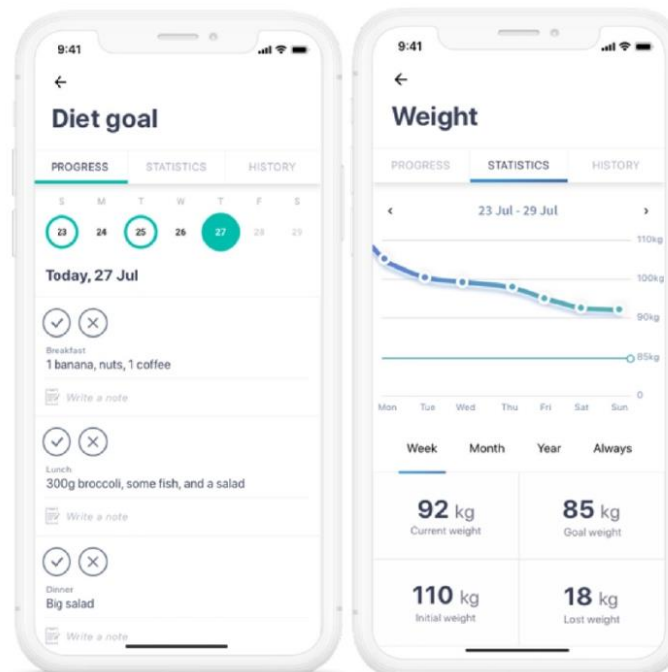 9:41
Diet goal
PROGRESS STATISTICS HISTORY
S M T W T F S
23 24 25 26 27 28 29
Today, 27 Jul
Breakfast
1 banana, nuts, 1 coffee
Write a note
Lunch
300g broccoli, some fish, and a salad
Write a note
Dinner
Big salad
Write a note
9:41
Weight
PROGRESS STATISTICS HISTORY
23 Jul - 29 Jul
110kg
100kg
90kg
85kg
0
Mon Tue Wed Thu Fri Sat Sun
Week Month Year Always
92 kg
Current weight
85 kg
Goal weight
110 kg
Initial weight
18 kg
Lost weight